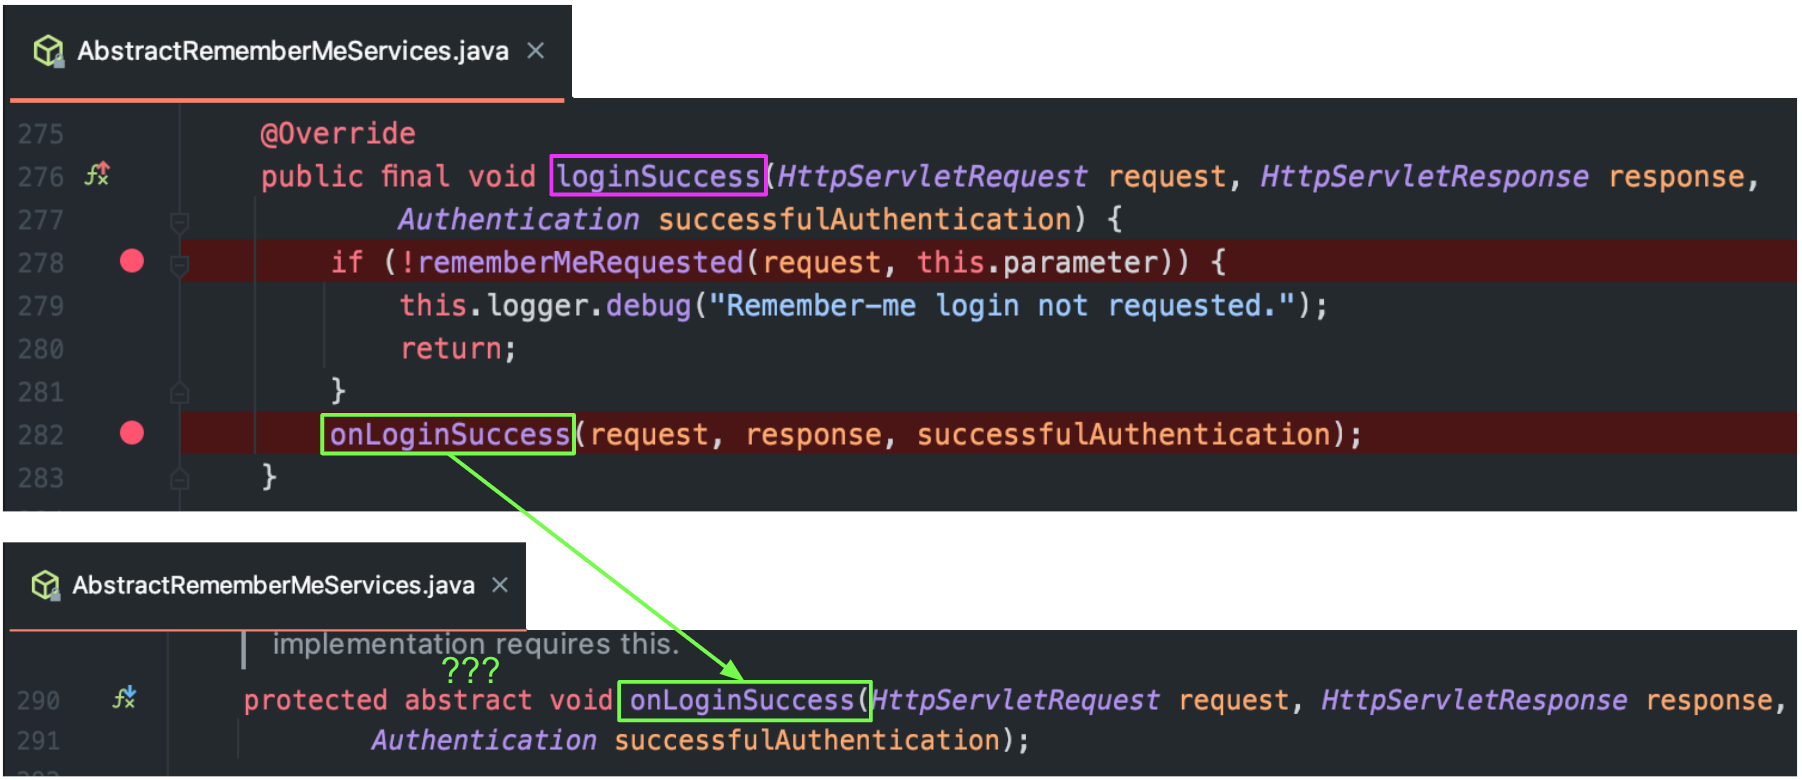 AbstractRememberMeServices.java ×
275 @Override
276 public final void loginSuccess(HttpServletRequest request, HttpServletResponse response,
277 Authentication successfulAuthentication) {
278 if (!rememberMeRequested(request, this.parameter)) {
279 this.logger.debug("Remember-me login not requested.");
280 return;
281 }
282 onLoginSuccess(request, response, successfulAuthentication);
283 }
AbstractRememberMeServices.java ×
implementation requires this.
???
290 protected abstract void onLoginSuccess(HttpServletRequest request, HttpServletResponse response,
291 Authentication successfulAuthentication);